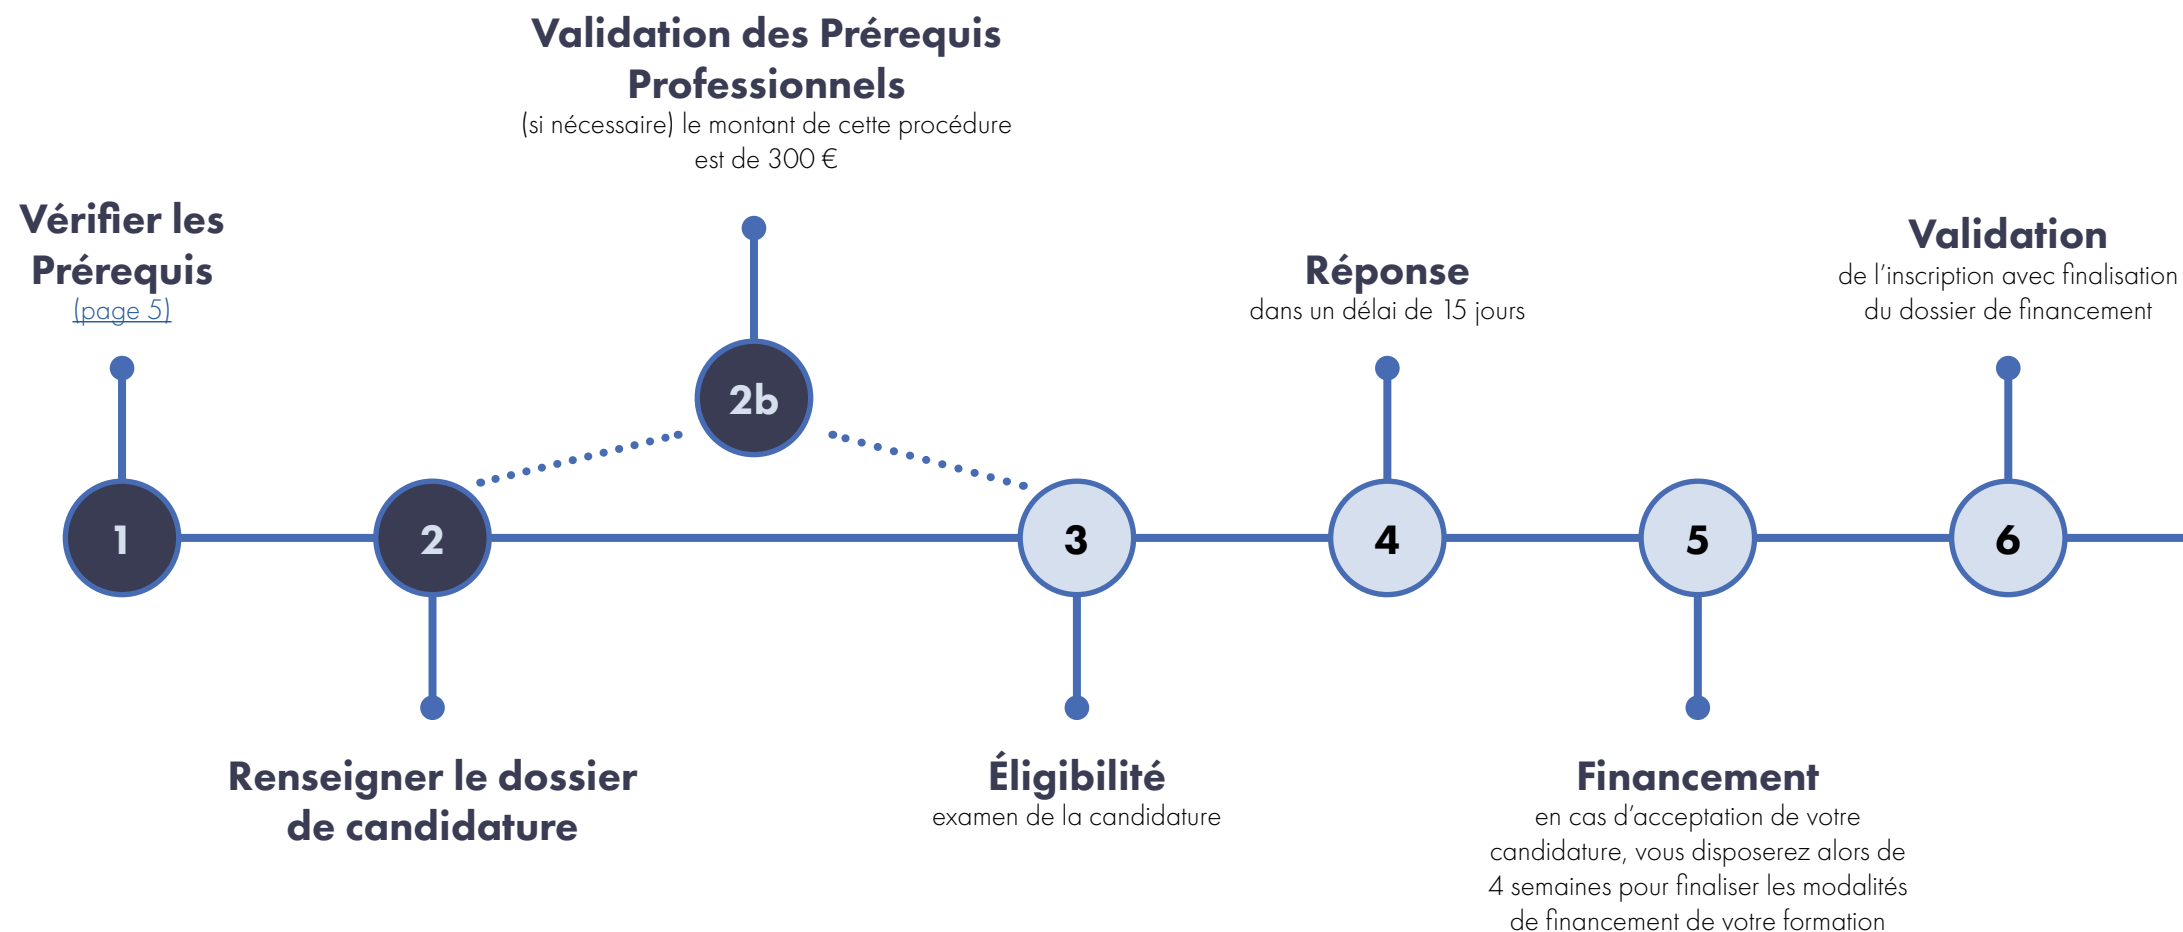 Validation des Prérequis
Professionnels
(si nécessaire) le montant de cette procédure
est de 300 €
Vérifier les
Prérequis
(page 5)
Réponse
dans un délai de 15 jours
Validation
de l'inscription avec finalisation
du dossier de financement
2b
1
2
3
4
5
6
Renseigner le dossier
de candidature
Éligibilité
examen de la candidature
Financement
en cas d'acceptation de votre
candidature, vous disposerez alors de
4 semaines pour finaliser les modalités
de financement de votre formation